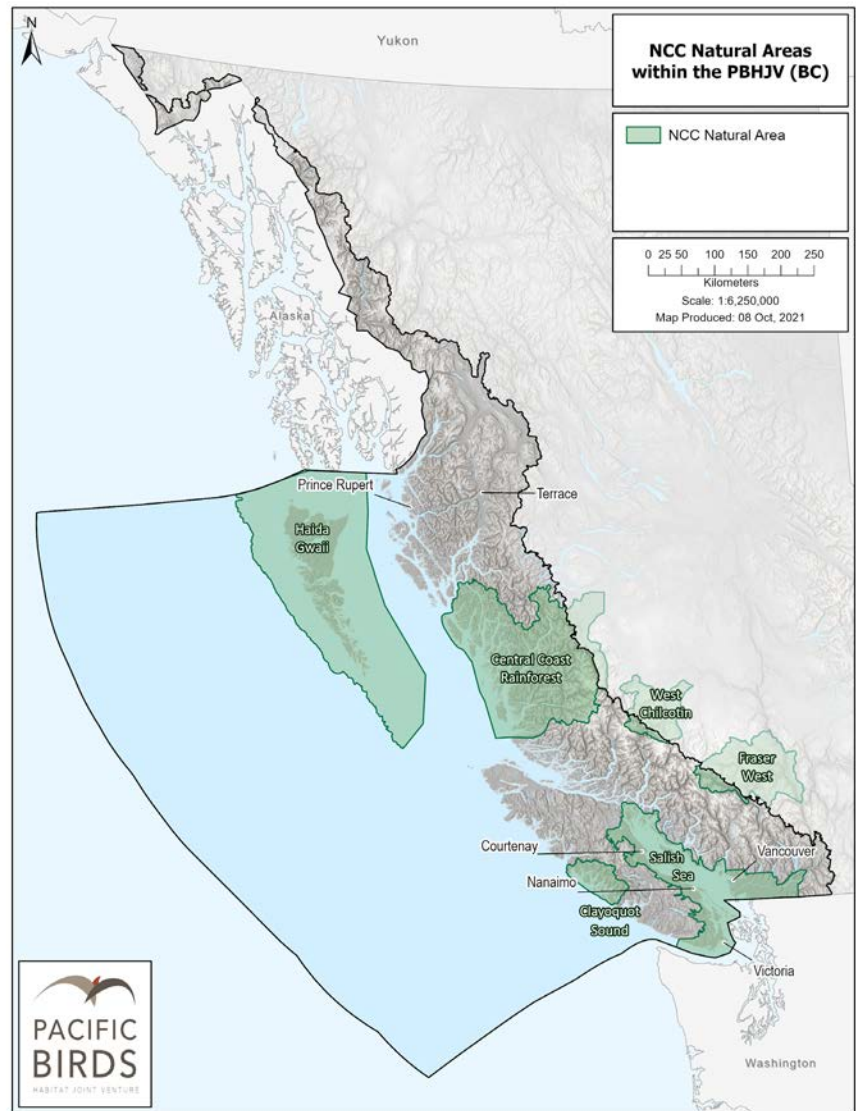 N
Yukon
NCC Natural Areas
within the PBHJV (BC)
NCC Natural Area
0 25 50 100 150 200 250
Kilometers
Scale: 1:6,250,000
Map Produced: 08 Oct, 2021
Alaska
Prince Rupert
Terrace
Haida
Gwaii
Central Coast
Rainforest
West
Chilcotin
Fraser
West
Courtenay
Salish
Sea
Vancouver
Nanaimo
Clayoquot
Sound
Victoria
Washington
PACIFIC
BIRDS
HABITAT JOINT VENTURE